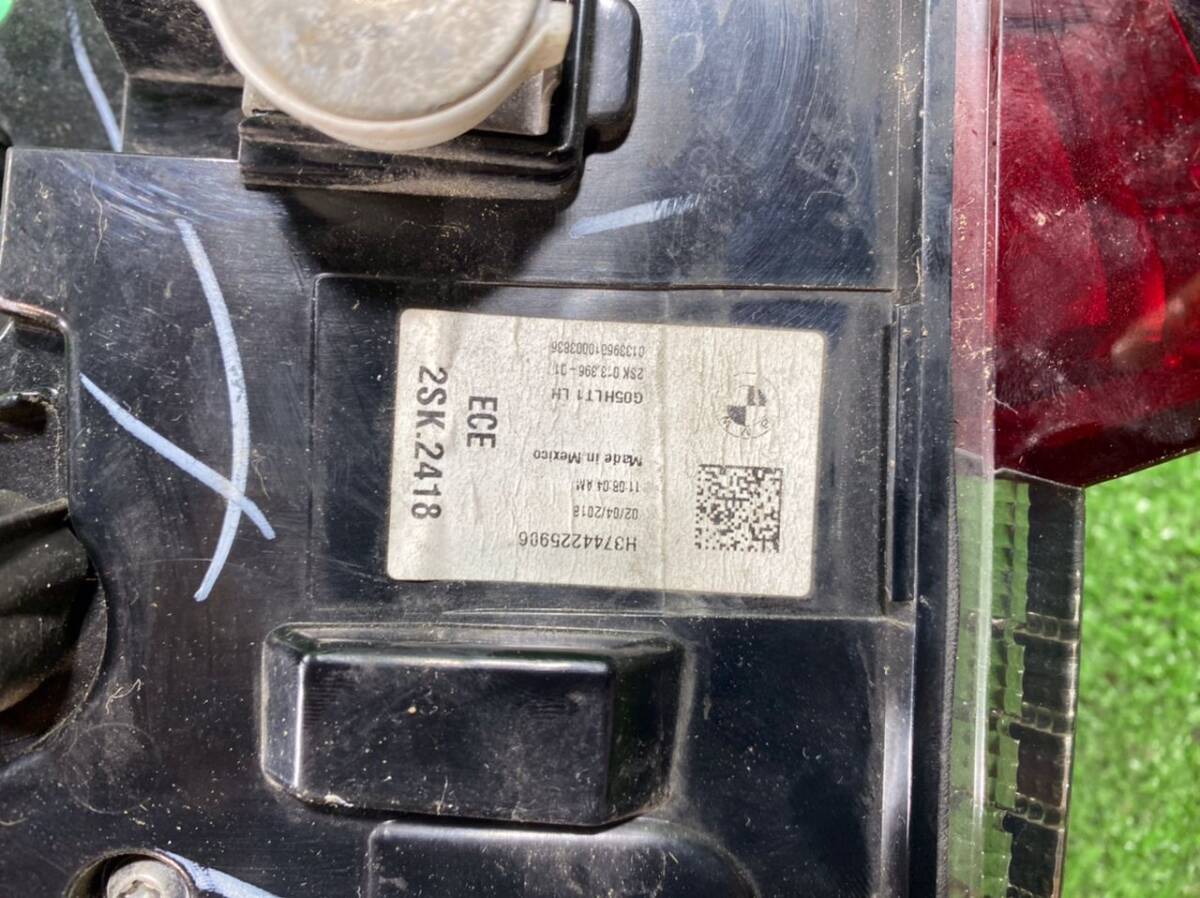 H3744225906
02/04/2018
11:08:04 AM
Made in Mexico
G05HLT1 LH
2SK 013.396-01
ECE
2SK.2418